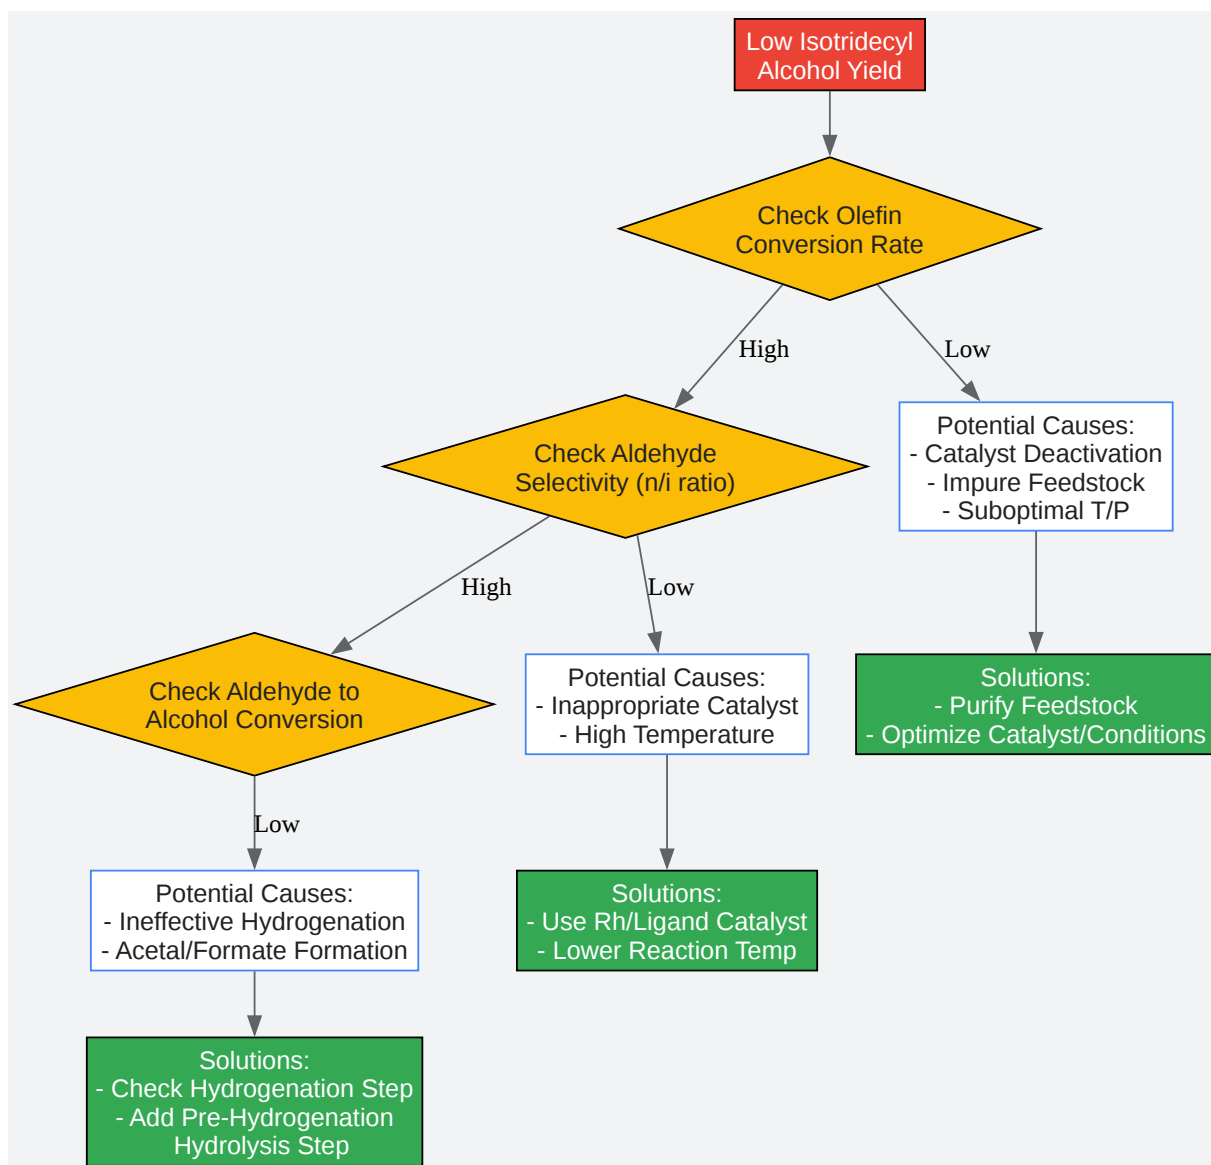 Low Isotridecyl
Alcohol Yield
Check Olefin
Conversion Rate
High
Low
Check Aldehyde
Selectivity (n/i ratio)
Potential Causes:
- Catalyst Deactivation
- Impure Feedstock
- Suboptimal T/P
High
Low
Check Aldehyde to
Alcohol Conversion
Potential Causes:
- Inappropriate Catalyst
- High Temperature
Solutions:
- Purify Feedstock
- Optimize Catalyst/Conditions
Low
Potential Causes:
- Ineffective Hydrogenation
- Acetal/Formate Formation
Solutions:
- Use Rh/Ligand Catalyst
- Lower Reaction Temp
Solutions:
- Check Hydrogenation Step
- Add Pre-Hydrogenation
Hydrolysis Step